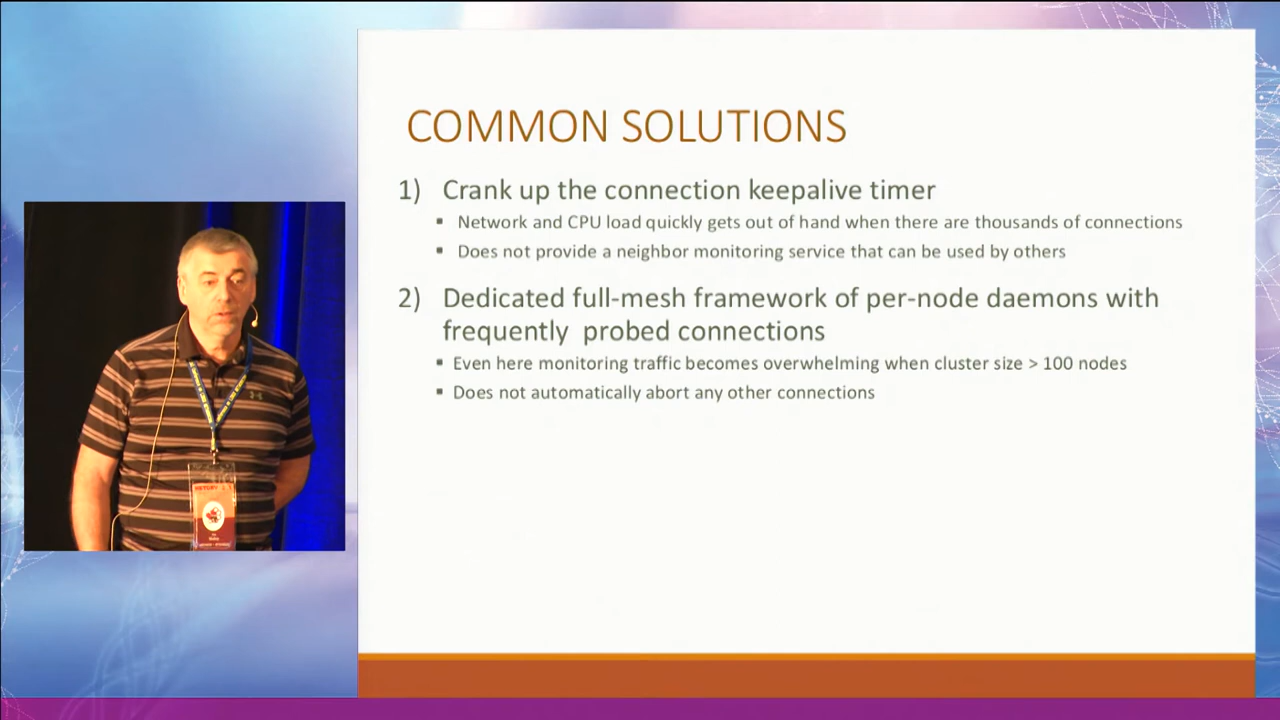 COMMON SOLUTIONS
1) Crank up the connection keepalive timer
▪ Network and CPU load quickly gets out of hand when there are thousands of connections
▪ Does not provide a neighbor monitoring service that can be used by others
2) Dedicated full-mesh framework of per-node daemons with
frequently probed connections
▪ Even here monitoring traffic becomes overwhelming when cluster size > 100 nodes
▪ Does not automatically abort any other connections